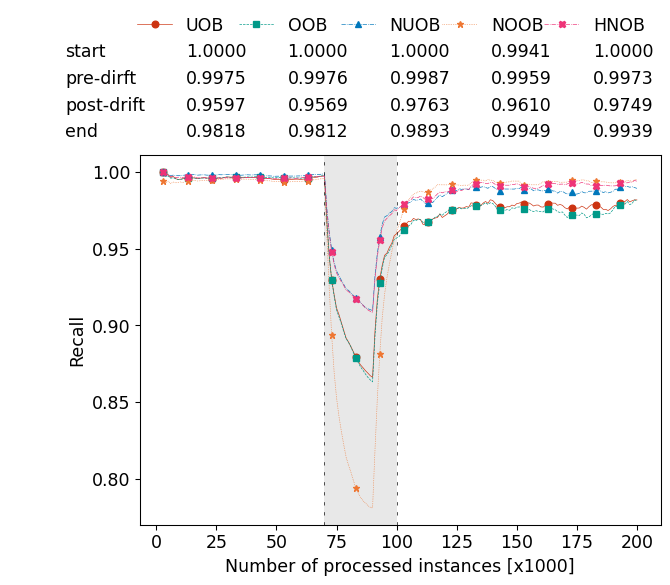 UOB OOB NUOB NOOB HNOB
start 1.0000 1.0000 1.0000 0.9941 1.0000
pre-dirft 0.9975 0.9976 0.9987 0.9959 0.9973
post-drift 0.9597 0.9569 0.9763 0.9610 0.9749
end 0.9818 0.9812 0.9893 0.9949 0.9939
1.00
0.95
0.90
0.85
0.80
Recall
0 25 50 75 100 125 150 175 200
Number of processed instances [x1000]